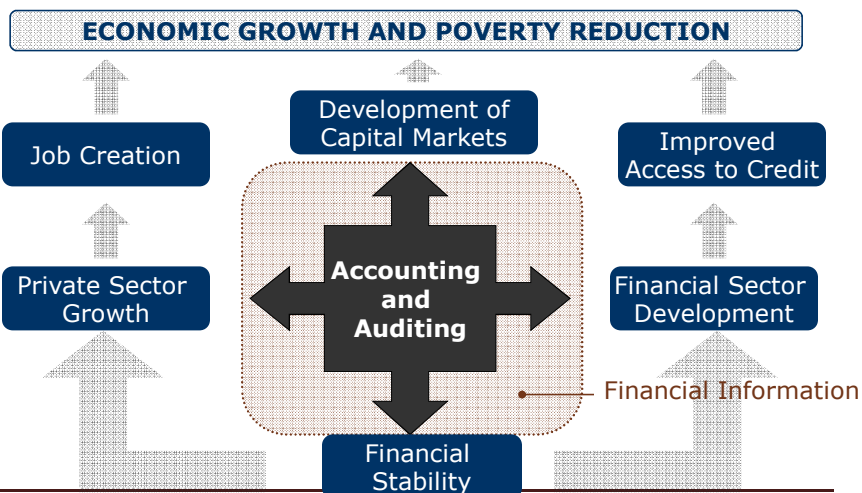 ECONOMIC GROWTH AND POVERTY REDUCTION
Development of
Capital Markets
Job Creation
Improved
Access to Credit
Accounting
and
Auditing
Private Sector
Growth
Financial Sector
Development
Financial Information
Financial
Stability